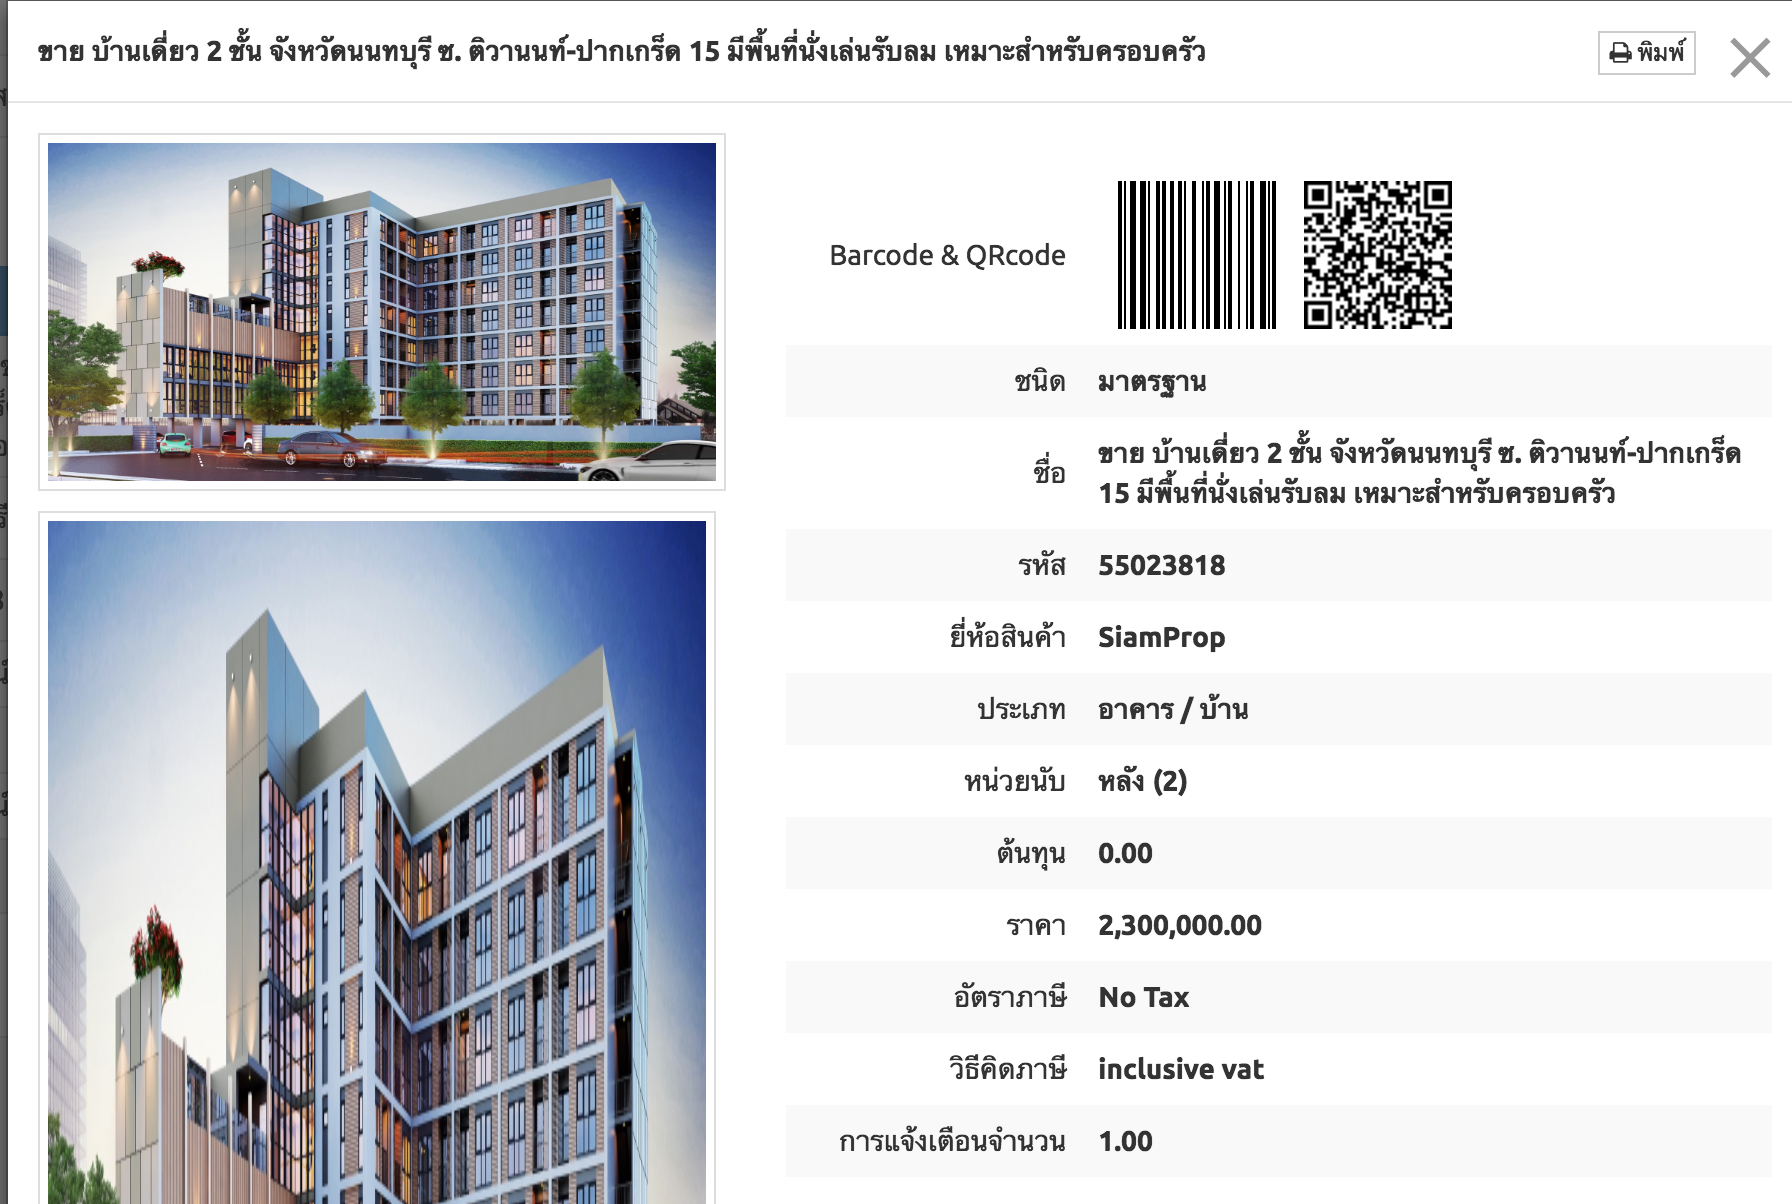 ขาย บ้านเดี่ยว 2 ชั้น จังหวัดนนทบุรี ซ. ติวานนท์-ปากเกร็ด 15 มีพื้นที่นั่งเล่นรับลม เหมาะสำหรับครอบครัว
พิมพ์
Barcode & QRcode
ชนิด มาตรฐาน
ชื่อ ขาย บ้านเดี่ยว 2 ชั้น จังหวัดนนทบุรี ซ. ติวานนท์-ปากเกร็ด
15 มีพื้นที่นั่งเล่นรับลม เหมาะสำหรับครอบครัว
รหัส 55023818
ยี่ห้อสินค้า SiamProp
ประเภท อาคาร / บ้าน
หน่วยนับ หลัง (2)
ต้นทุน 0.00
ราคา 2,300,000.00
อัตราภาษี No Tax
วิธีคิดภาษี inclusive vat
การแจ้งเตือนจำนวน 1.00